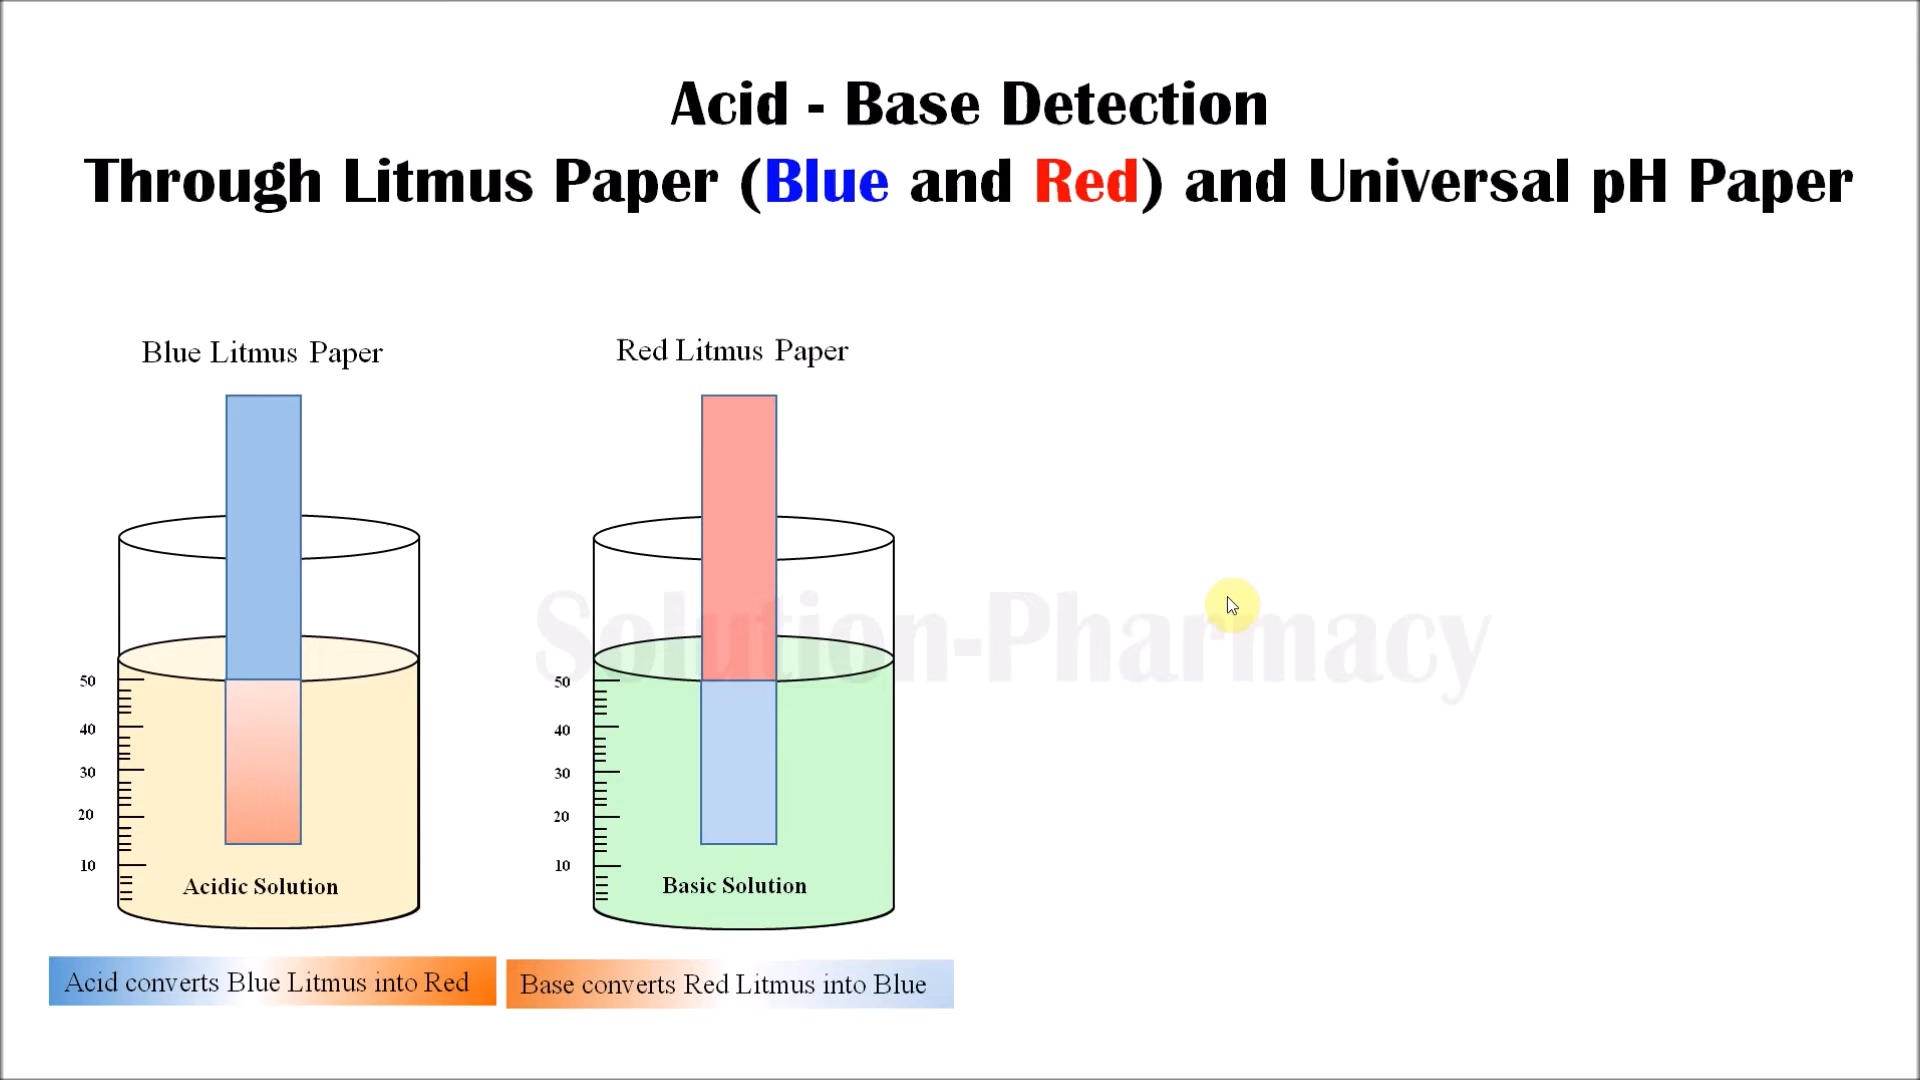 Acid - Base Detection
Through Litmus Paper (Blue and Red) and Universal pH Paper
Blue Litmus Paper
Red Litmus Paper
Solution-Pharmacy
50
40
30
20
10
Acidic Solution
50
40
30
20
10
Basic Solution
Acid converts Blue Litmus into Red
Base converts Red Litmus into Blue